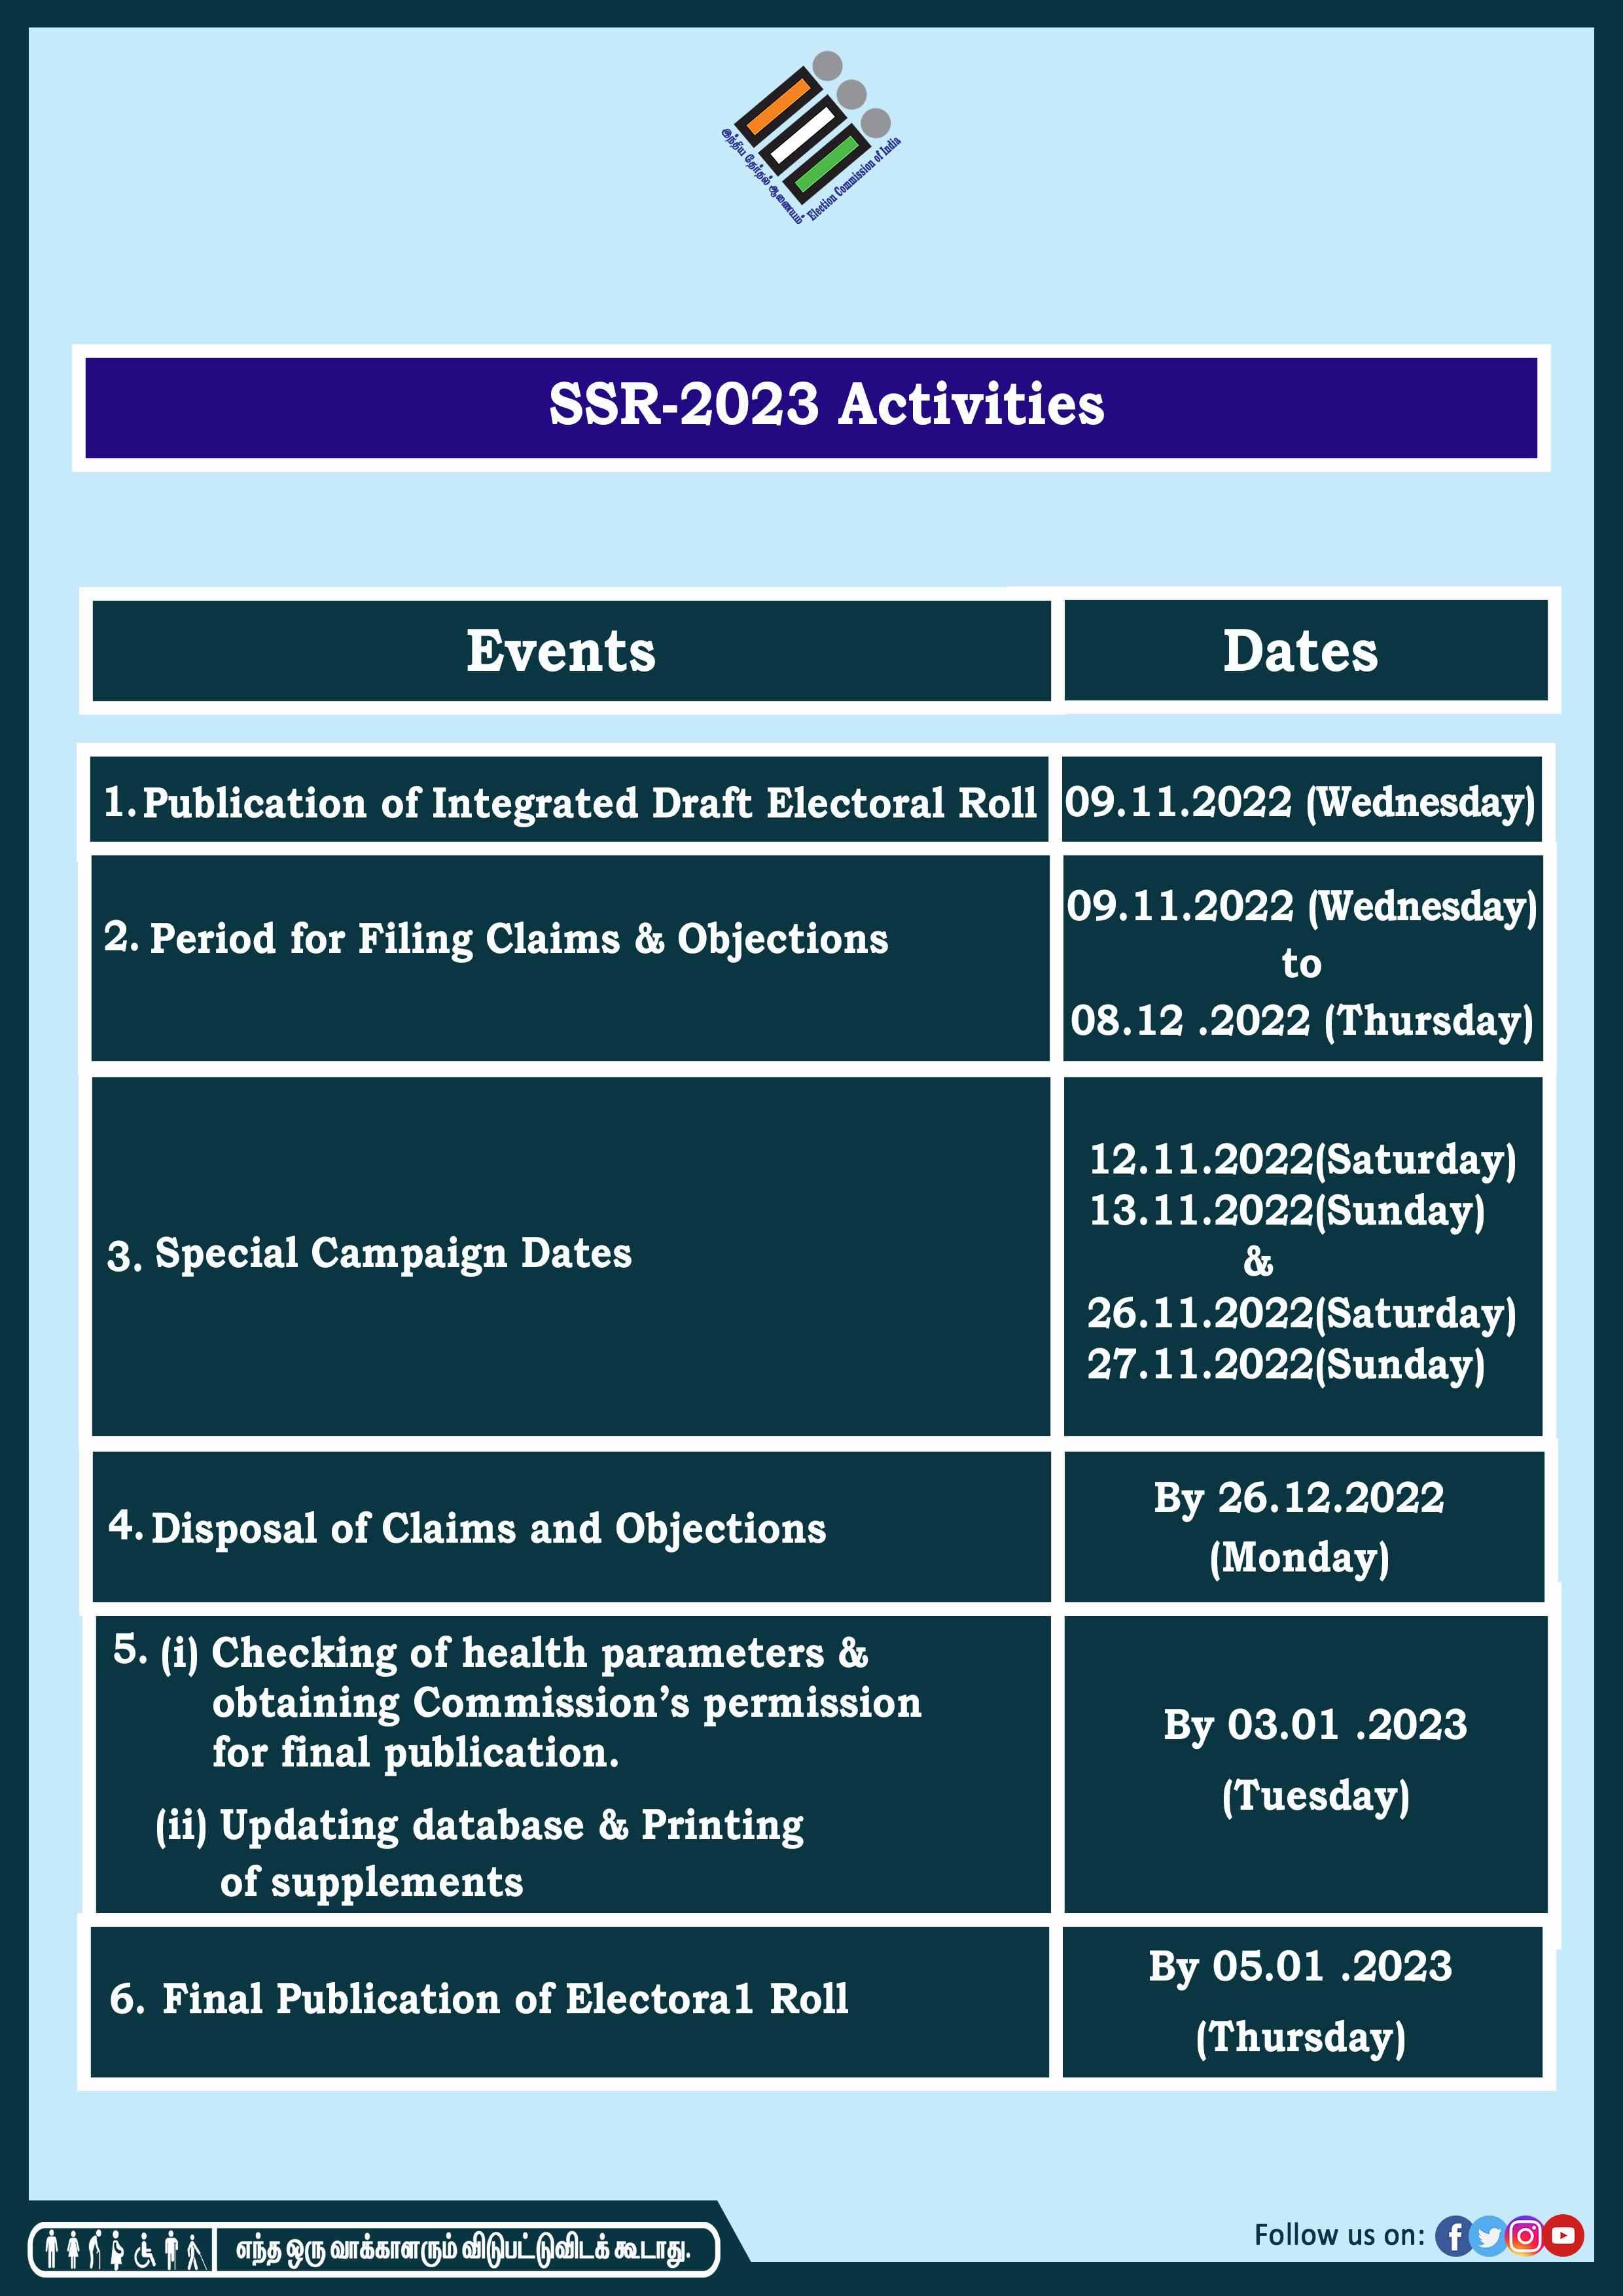 இந்திய தேர்தல் ஆணையம்
Election Commission of India
SSR-2023 Activities
Events
Dates
1. Publication of Integrated Draft Electoral Roll
09.11.2022 (Wednesday)
2. Period for Filing Claims & Objections
09.11.2022 (Wednesday)
to
08.12 .2022 (Thursday)
3. Special Campaign Dates
12.11.2022(Saturday)
13.11.2022(Sunday)
&
26.11.2022(Saturday)
27.11.2022(Sunday)
4. Disposal of Claims and Objections
By 26.12.2022
(Monday)
5. (i) Checking of health parameters &
obtaining Commission’s permission
for final publication.
(ii) Updating database & Printing
of supplements
By 03.01 .2023
(Tuesday)
6. Final Publication of Electora1 Roll
By 05.01 .2023
(Thursday)
எந்த ஒரு வாக்காளரும் விடுபட்டுவிடக் கூடாது.
Follow us on: